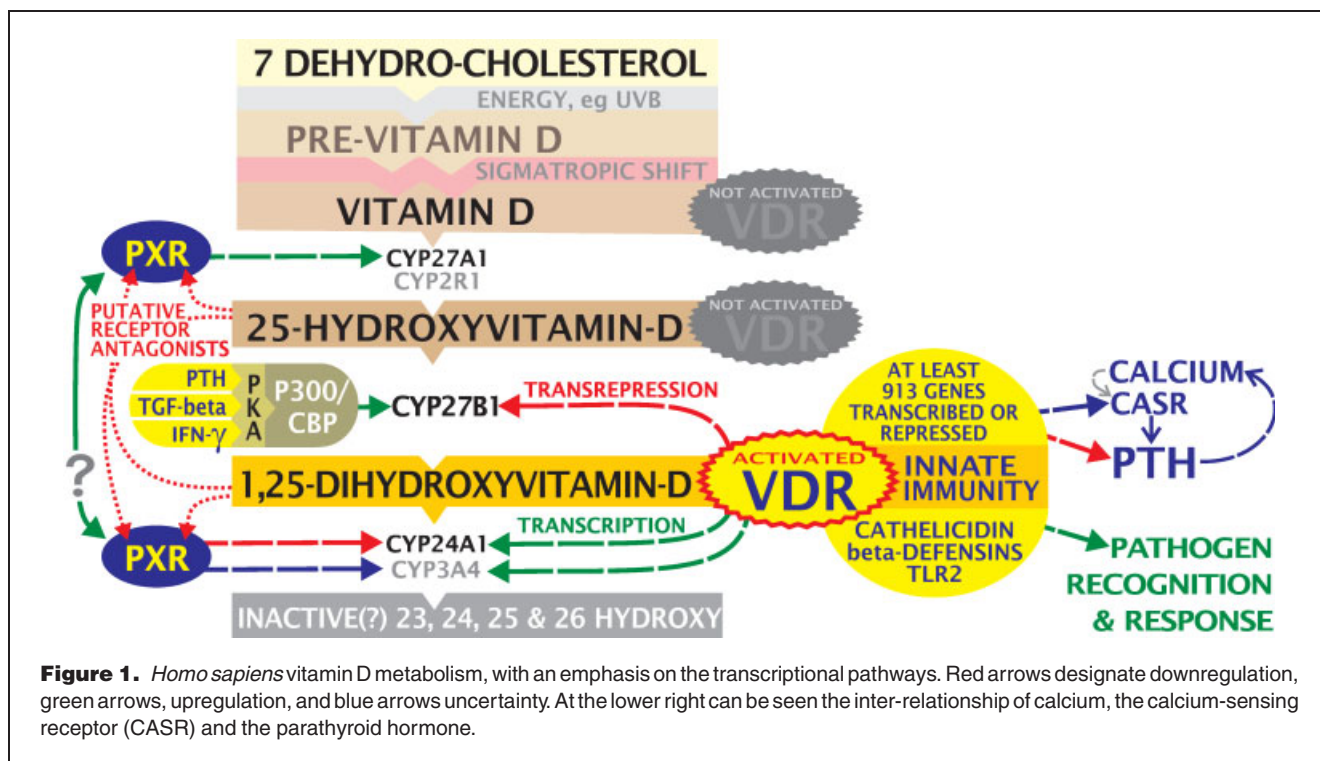 7 DEHYDRO-CHOLESTEROL
ENERGY, eg UVB
PRE-VITAMIN D
SIGMATROPIC SHIFT
VITAMIN D
NOT ACTIVATED
VDR
PXR
CYP27A1
CYP2R1
PUTATIVE
RECEPTOR
ANTAGONISTS
25-HYDROXYVITAMIN-D
NOT ACTIVATED
VDR
PTH
TGF-beta
IFN-γ
PKA
P300/
CBP
CYP27B1
TRANSREPRESSION
?
1,25-DIHYDROXYVITAMIN-D
ACTIVATED
VDR
AT LEAST
913 GENES
TRANSCRIBED OR
REPRESSED
INNATE
IMMUNITY
CATHELICIDIN
beta-DEFENSINS
TLR2
CALCIUM
CASR
PTH
PXR
CYP24A1
CYP3A4
TRANSCRIPTION
PATHOGEN
RECOGNITION
& RESPONSE
INACTIVE(?) 23, 24, 25 & 26 HYDROXY
Figure 1. Homo sapiens vitamin D metabolism, with an emphasis on the transcriptional pathways. Red arrows designate downregulation,
green arrows, upregulation, and blue arrows uncertainty. At the lower right can be seen the inter-relationship of calcium, the calcium-sensing
receptor (CASR) and the parathyroid hormone.